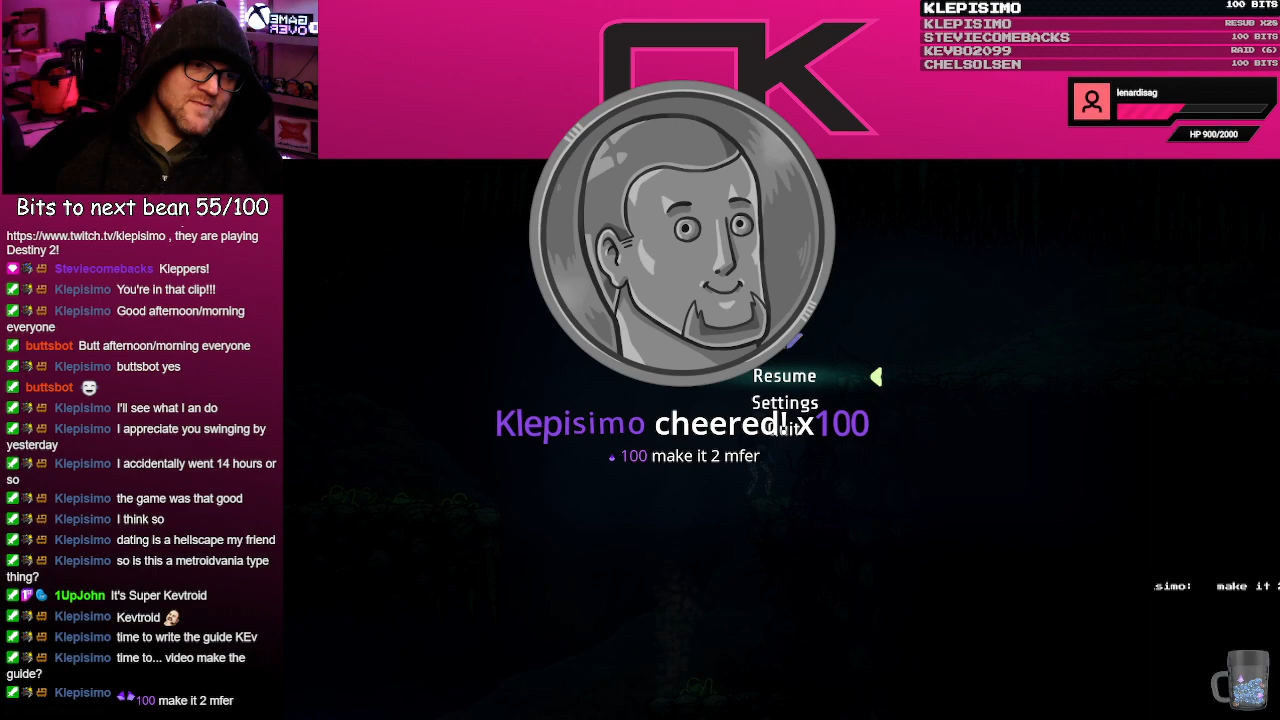 GAME
OVER
KLEPISIMO 100 BITS
KLEPISIMO RESUB X28
STEVIECOMEBACKS 100 BITS
KEVBO2099 RAID (6)
CHELSOLSEN 100 BITS
lenardisag
HP 900/2000
Bits to next bean 55/100
https://www.twitch.tv/klepisimo , they are playing
Destiny 2!
Steviecomebacks Kleppers!
Klepisimo You're in that clip!!!
Klepisimo Good afternoon/morning
everyone
buttsbot Butt afternoon/morning everyone
Klepisimo buttsbot yes
buttsbot
Klepisimo I'll see what I an do
Klepisimo I appreciate you swinging by
yesterday
Klepisimo I accidentally went 14 hours or
so
Klepisimo the game was that good
Klepisimo I think so
Klepisimo dating is a hellscape my friend
Klepisimo so is this a metroidvania type
thing?
1UpJohn It's Super Kevtroid
Klepisimo Kevtroid
Klepisimo time to write the guide KEv
Klepisimo time to... video make the
guide?
Klepisimo 100 make it 2 mfer
K
Resume
Settings
Quit
Klepisimo cheered! x100
100 make it 2 mfer
simo: make it 2